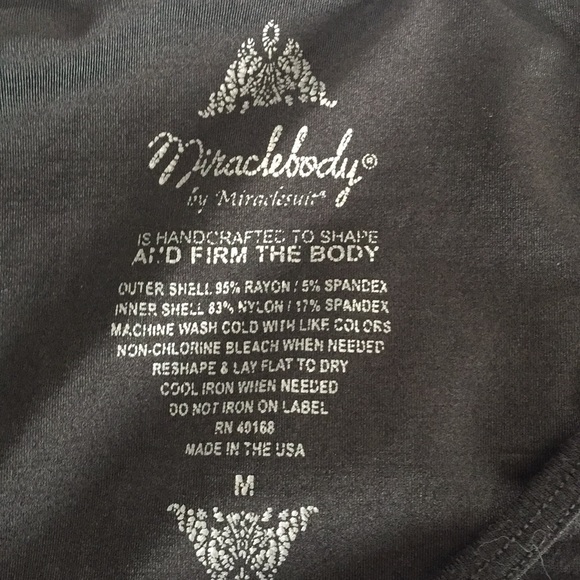 Miraclebody®
by Miraclesuit®
IS HANDCRAFTED TO SHAPE
AND FIRM THE BODY
OUTER SHELL 95% RAYON / 5% SPANDEX
INNER SHELL 83% NYLON / 17% SPANDEX
MACHINE WASH COLD WITH LIKE COLORS
NON-CHLORINE BLEACH WHEN NEEDED
RESHAPE & LAY FLAT TO DRY
COOL IRON WHEN NEEDED
DO NOT IRON ON LABEL
RN 40168
MADE IN THE USA
M